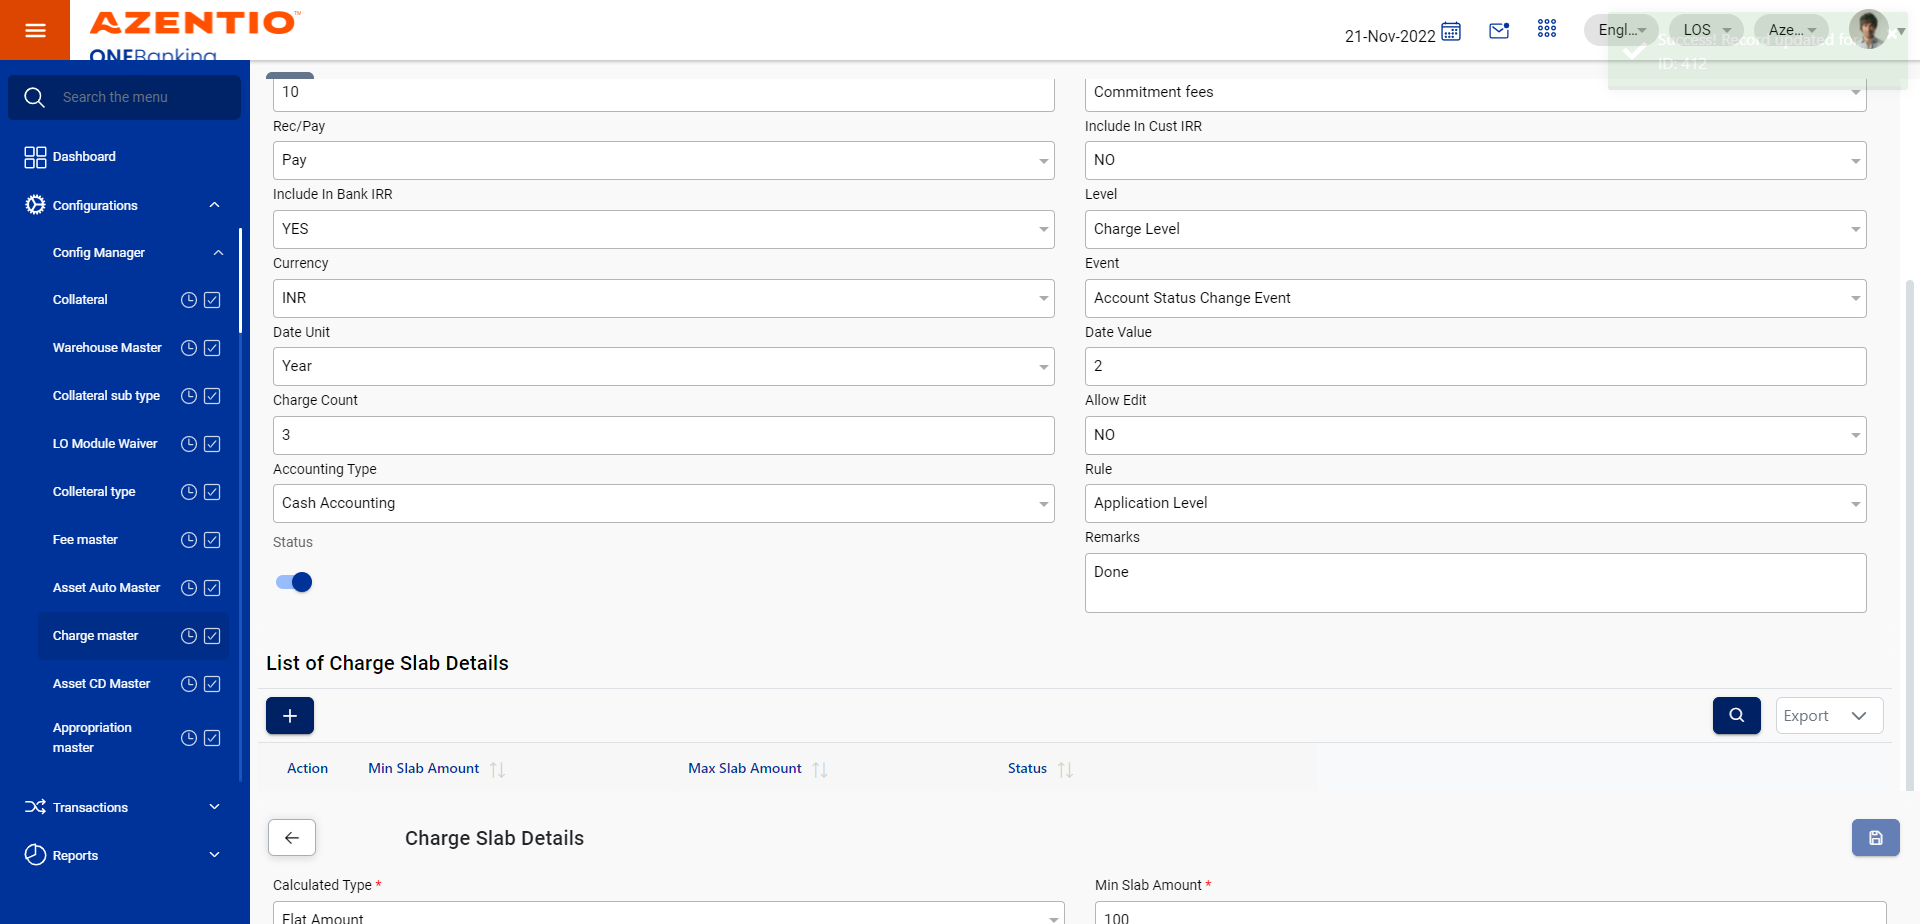 AZENTIO™
ONEBanking
21-Nov-2022
Engl...
LOS
Aze...
Success! Record updated for
ID: 412
Search the menu
Dashboard
Configurations
Config Manager
Collateral
Warehouse Master
Collateral sub type
LO Module Waiver
Colleteral type
Fee master
Asset Auto Master
Charge master
Asset CD Master
Appropriation
master
Transactions
Reports
10
Commitment fees
Rec/Pay
Include In Cust IRR
Pay
NO
Include In Bank IRR
Level
YES
Charge Level
Currency
Event
INR
Account Status Change Event
Date Unit
Date Value
Year
2
Charge Count
Allow Edit
3
NO
Accounting Type
Rule
Cash Accounting
Application Level
Status
Remarks
Done
List of Charge Slab Details
+
Export
Action
Min Slab Amount
Max Slab Amount
Status
Charge Slab Details
Calculated Type *
Min Slab Amount *
Flat Amount
100